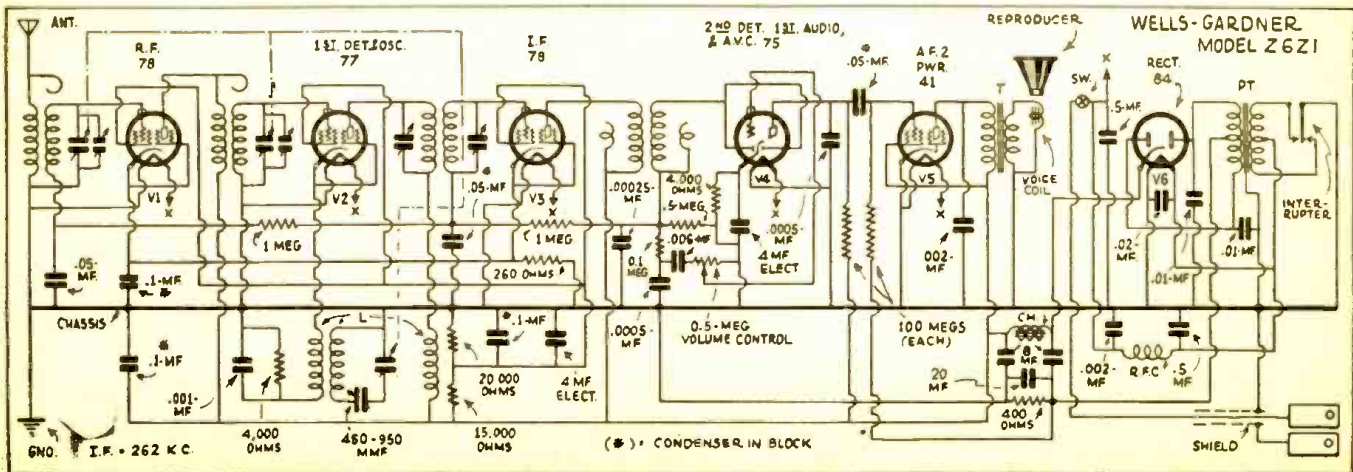 ANT.
R.F.
78
1ST. DET. & OSC.
77
I.F.
78
2ND DET. 1ST. AUDIO,
& A.V.C. 75
.05-MF.
A.F.2
PWR.
41
T
REPRODUCER
SW.
.5-MF.
RECT.
84
WELLS-GARDNER
MODEL Z6Z1
PT
V1
X
V2
X
.05-MF
V3
X
.00025-
MF
4,000
OHMS
.5-MEG
V4
X
.0005-
MF
V5
X
VOICE
COIL
V6
INTER-
RUPTER
1 MEG
1 MEG
260 OHMS
0.1
MEG
.006-MF
4 MF
ELECT
.002-
MF
.02-
MF
.01-MF
.01-MF
.05-
MF.
.1-MF
*
CHASSIS
* .1-MF
L
* .1-MF
.0005-
MF
0.5-MEG
VOLUME CONTROL
100 MEGS
(EACH)
CH
8
MF
20
MF
400
OHMS
.002-
MF
R.F.C
.5
MF
.001-
MF
4,000
OHMS
450-950
MMF
20 000
OHMS
15,000
OHMS
4 MF
ELECT.
GND.
I.F. = 262 K C.
(*) = CONDENSER IN BLOCK
SHIELD